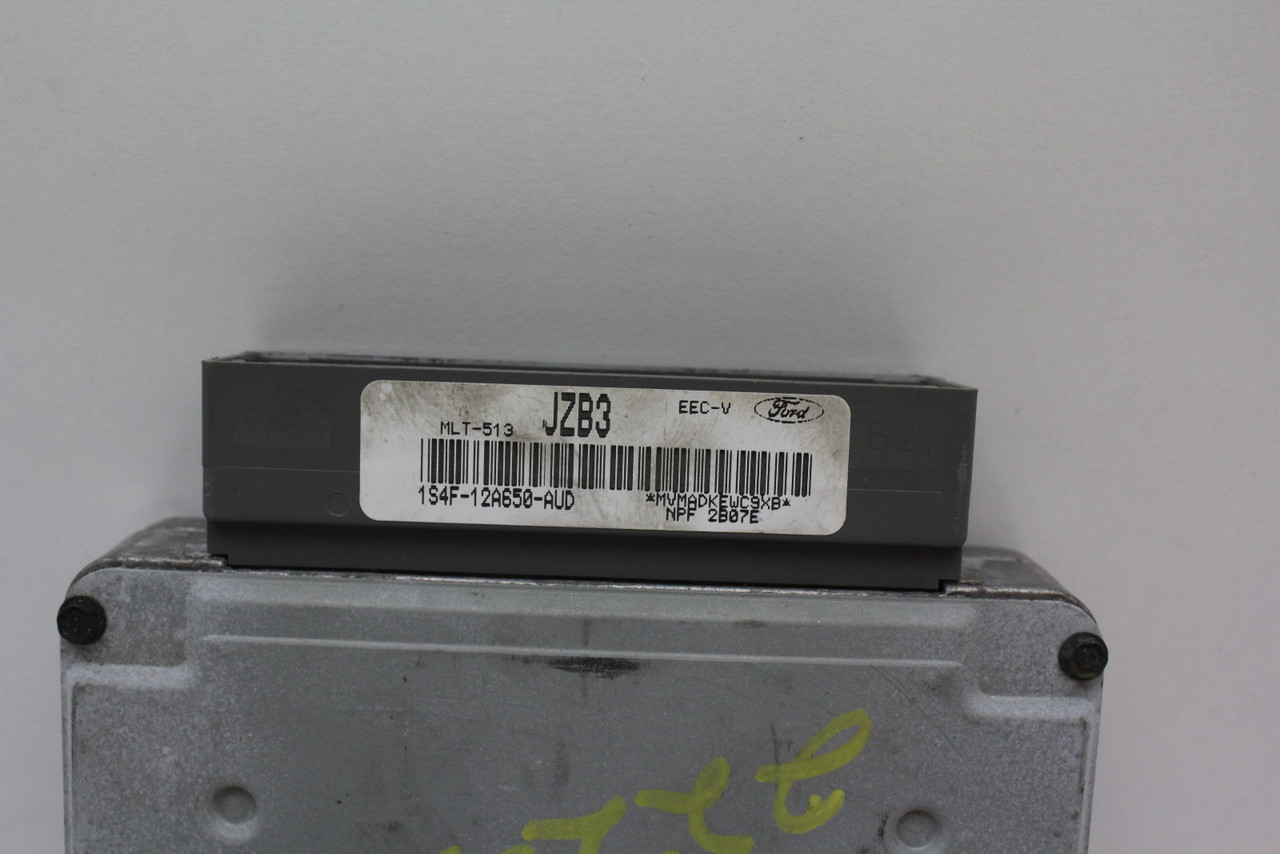 JZB3 EEC-V Ford
MLT-513
1S4F-12A650-AUD *MVMADKEWC9XB*
NPF 2B07E